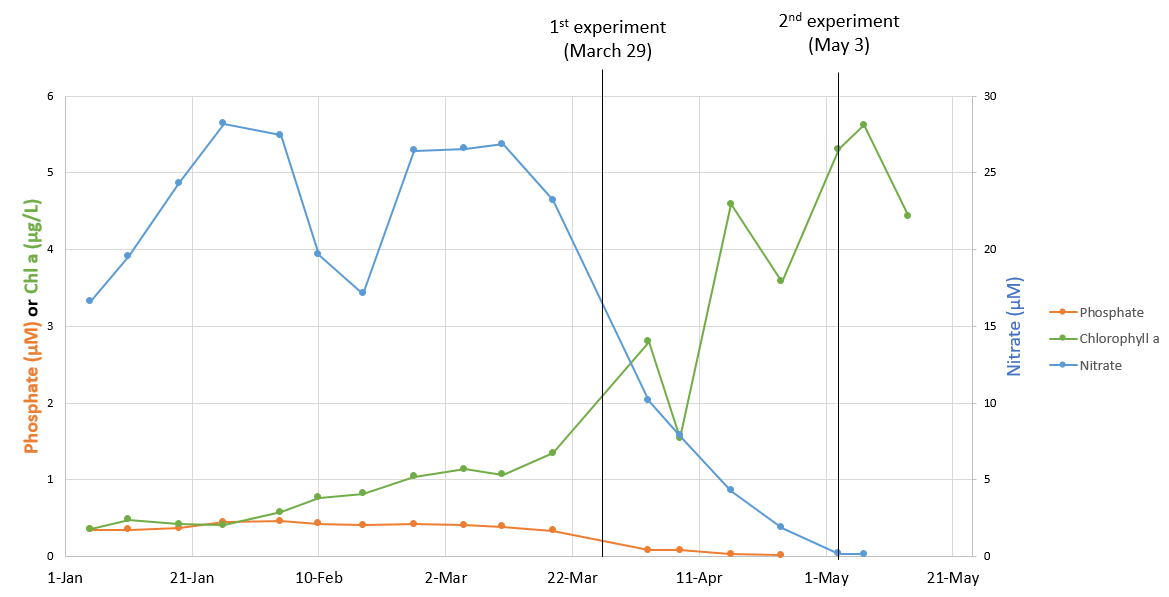 1st experiment
(March 29)
2nd experiment
(May 3)
6
5
4
3
2
1
0
30
25
20
15
10
5
0
Phosphate (µM) or Chl a (µg/L)
Nitrate (µM)
1-Jan
21-Jan
10-Feb
2-Mar
22-Mar
11-Apr
1-May
21-May
Phosphate
Chlorophyll a
Nitrate